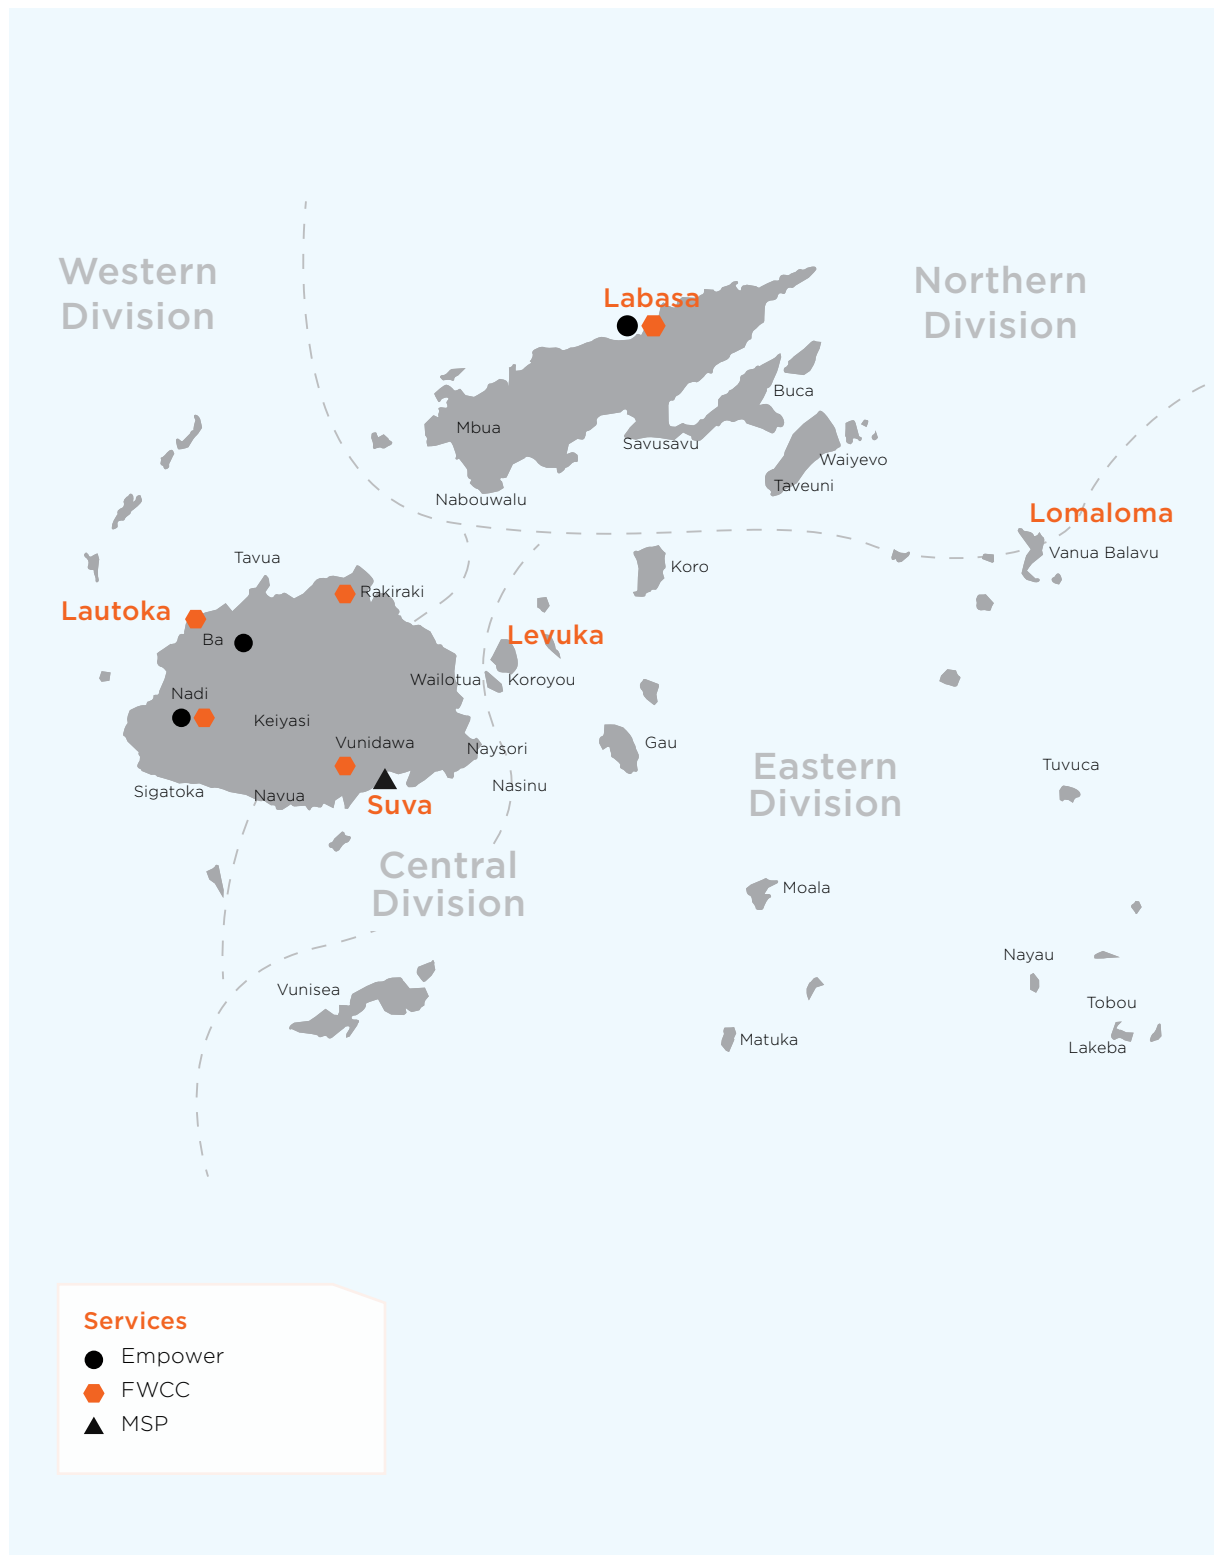 Western
Division
Northern
Division
Labasa
Buca
Mbua
Savusavu
Waiyevo
Taveuni
Nabouwalu
Lomaloma
Vanua Balavu
Tavua
Koro
Rakiraki
Lautoka
Levuka
Ba
Wailotua
Koroyou
Nadi
Keiyasi
Vunidawa
Naysori
Gau
Eastern
Division
Tuvuca
Sigatoka
Navua
Nasinu
Suva
Central
Division
Moala
Nayau
Vunisea
Tobou
Matuka
Lakeba
Services
Empower
FWCC
MSP